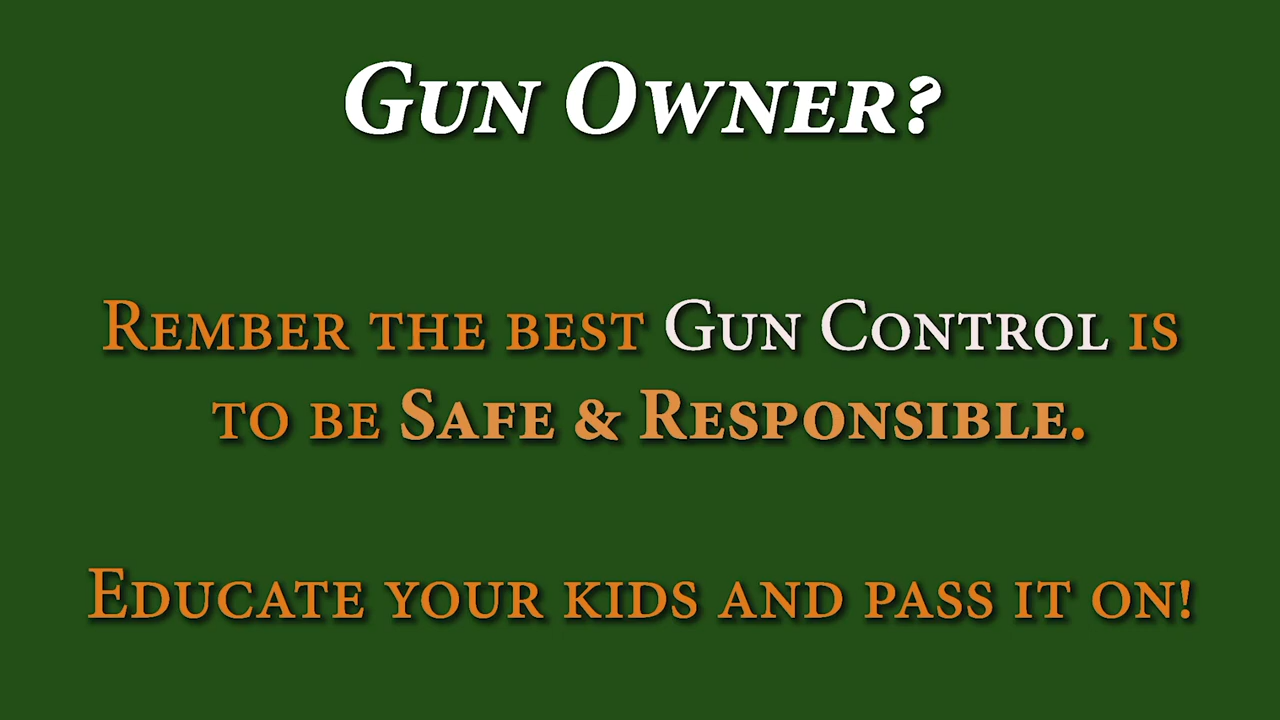 Gun Owner?
Rember the best Gun Control is
to be Safe & Responsible.
Educate your kids and pass it on!